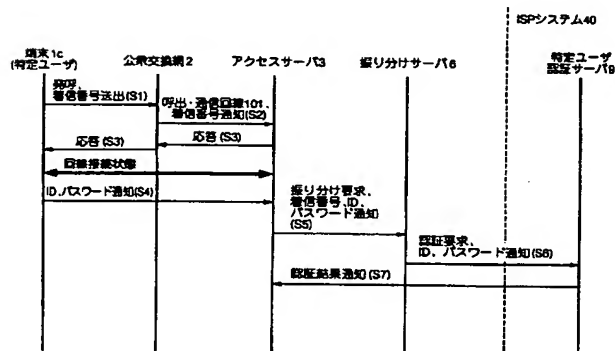 ISPシステム40
端末1c
(特定ユーザ)
公衆交換網2
アクセスサーバ3
振り分けサーバ6
特定ユーザ
認証サーバ9
発呼、
着信番号送出(S1)
呼出・通信回線101、
着信番号通知(S2)
応答(S3)
応答(S3)
回線接続状態
ID、パスワード通知(S4)
振り分け要求、
着信番号、ID、
パスワード通知
(S5)
認証要求、
ID、パスワード通知(S6)
認証結果通知(S7)